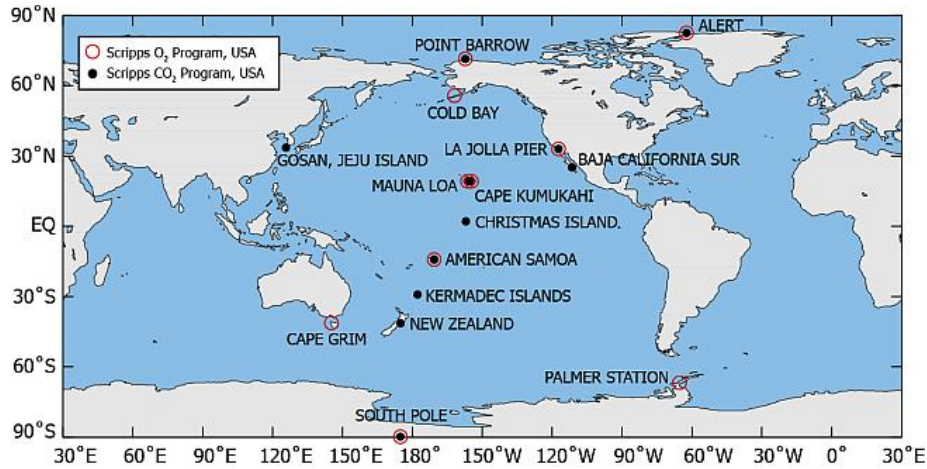 90°N
60°N
30°N
EQ
30°S
60°S
90°S
Scripps O₂ Program, USA
Scripps CO₂ Program, USA
ALERT
POINT BARROW
COLD BAY
GOSAN, JEJU ISLAND
LA JOLLA PIER
BAJA CALIFORNIA SUR
MAUNA LOA
CAPE KUMUKAHI
CHRISTMAS ISLAND
AMERICAN SAMOA
KERMADEC ISLANDS
NEW ZEALAND
CAPE GRIM
PALMER STATION
SOUTH POLE
30°E 60°E 90°E 120°E 150°E 180°E 150°W 120°W 90°W 60°W 30°W 0° 30°E